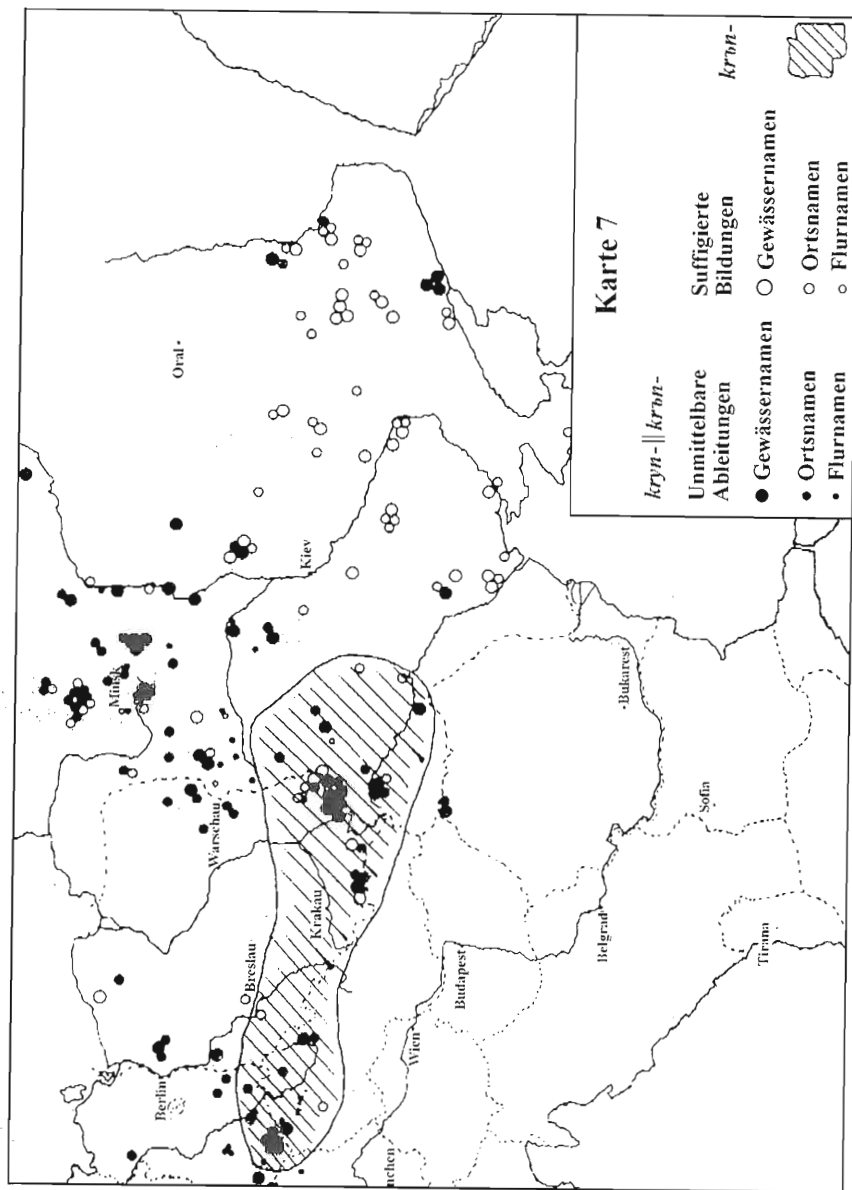 Karte 7
kryn-||krъn-
krъn-
Unmittelbare
Ableitungen
Suffigierte
Bildungen
Gewässernamen
Gewässernamen
Ortsnamen
Ortsnamen
Flurnamen
Flurnamen
Oral
Kiev
Minsk
Warschau
Breslau
Krakau
Berlin
Wien
nchen
Budapest
Belgrad
Bukarest
Sofia
Tirana